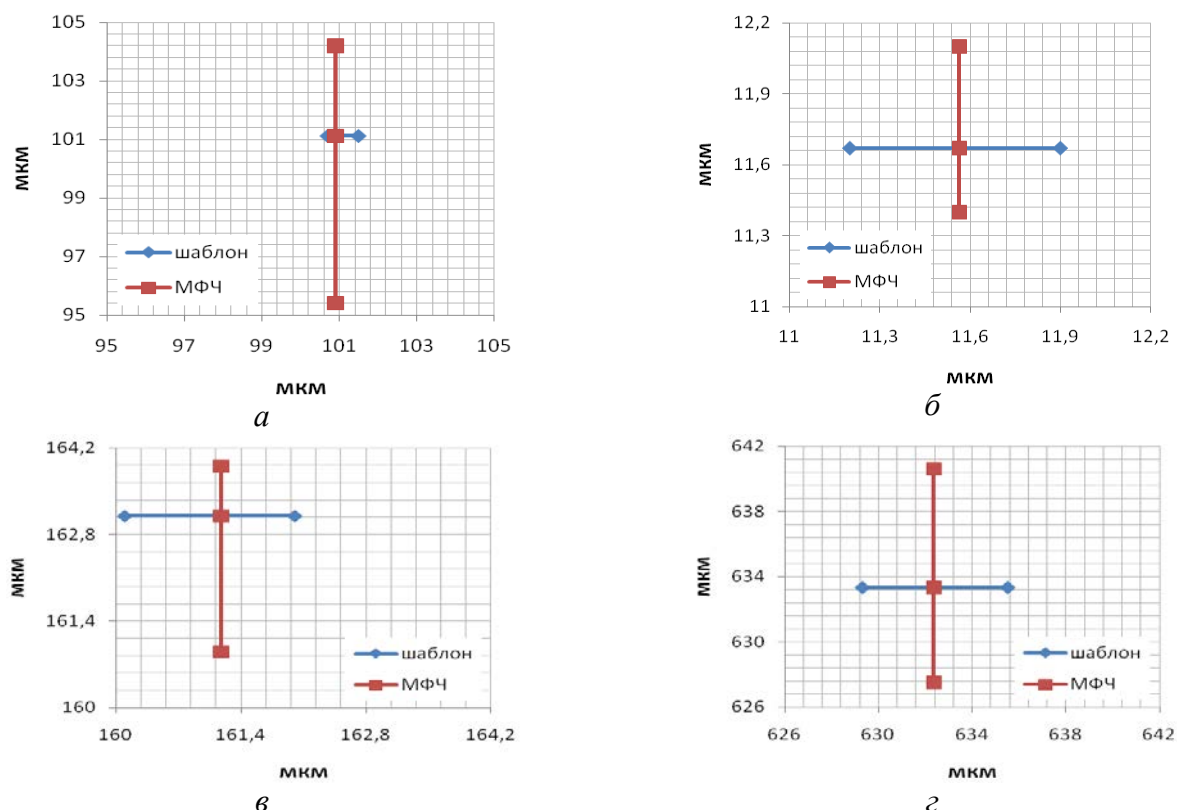 105
103
101
99
97
95
мкм
шаблон
МФЧ
95 97 99 101 103 105
мкм
а
12,2
11,9
11,6
11,3
11
мкм
шаблон
МФЧ
11 11,3 11,6 11,9 12,2
мкм
б
164,2
162,8
161,4
160
мкм
шаблон
МФЧ
160 161,4 162,8 164,2
мкм
в
642
638
634
630
626
мкм
шаблон
МФЧ
626 630 634 638 642
мкм
г